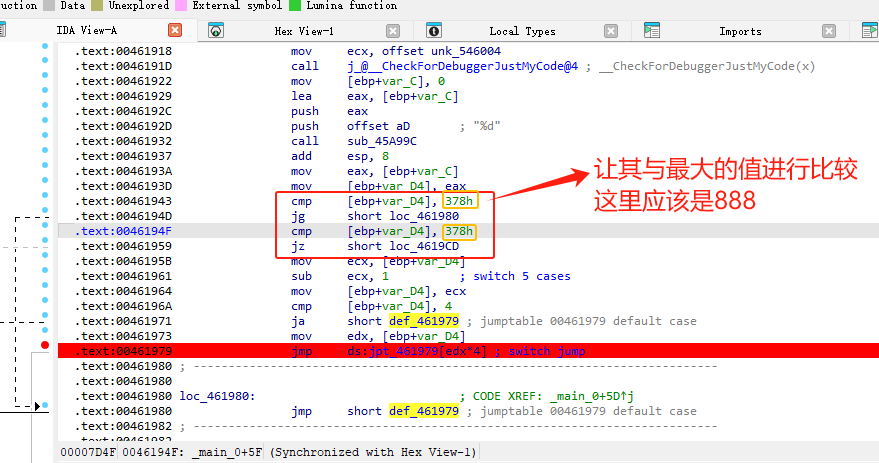 uction Data Unexplored External symbol Lumina function
IDA View-A Hex View-1 Local Types Imports
.text:00461918 mov ecx, offset unk_546004
.text:0046191D call j_@__CheckForDebuggerJustMyCode@4 ; __CheckForDebuggerJustMyCode(x)
.text:00461922 mov [ebp+var_C], 0
.text:00461929 lea eax, [ebp+var_C]
.text:0046192C push eax
.text:0046192D push offset aD ; "%d"
.text:00461932 call sub_45A99C
.text:00461937 add esp, 8
.text:0046193A mov eax, [ebp+var_C]
.text:0046193D mov [ebp+var_D4], eax
.text:00461943 cmp [ebp+var_D4], 378h
.text:0046194D jg short loc_461980
.text:0046194F cmp [ebp+var_D4], 378h
.text:00461959 jz short loc_4619CD
.text:0046195B mov ecx, [ebp+var_D4]
.text:00461961 sub ecx, 1 ; switch 5 cases
.text:00461964 mov [ebp+var_D4], ecx
.text:0046196A cmp [ebp+var_D4], 4
.text:00461971 ja short def_461979 ; jumptable 00461979 default case
.text:00461973 mov edx, [ebp+var_D4]
.text:00461979 jmp ds:jpt_461979[edx*4] ; switch jump
.text:00461980 ; ---------------------------------------------------------------------------
.text:00461980
.text:00461980 loc_461980: ; CODE XREF: _main_0+5D↑j
.text:00461980 jmp short def_461979 ; jumptable 00461979 default case
.text:00461982 ; ---------------------------------------------------------------------------
.text:00461982
让其与最大的值进行比较
这里应该是888
00007D4F 0046194F: _main_0+5F (Synchronized with Hex View-1)